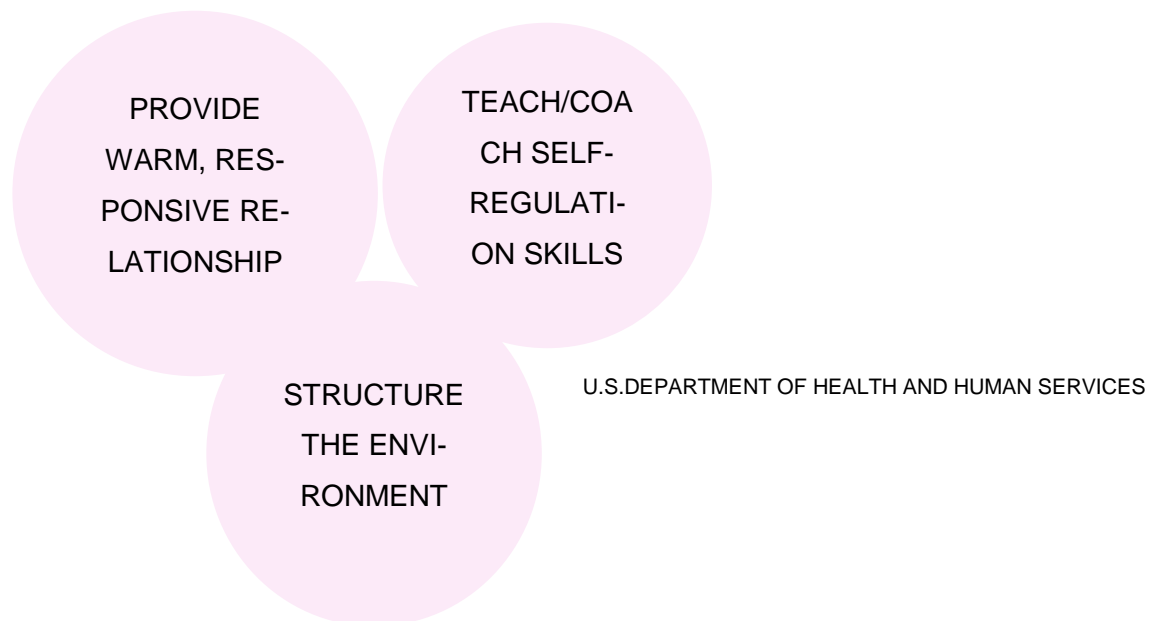 PROVIDE
WARM, RES-
PONSIVE RE-
LATIONSHIP
TEACH/COA
CH SELF-
REGULATI-
ON SKILLS
STRUCTURE
THE ENVI-
RONMENT
U.S.DEPARTMENT OF HEALTH AND HUMAN SERVICES